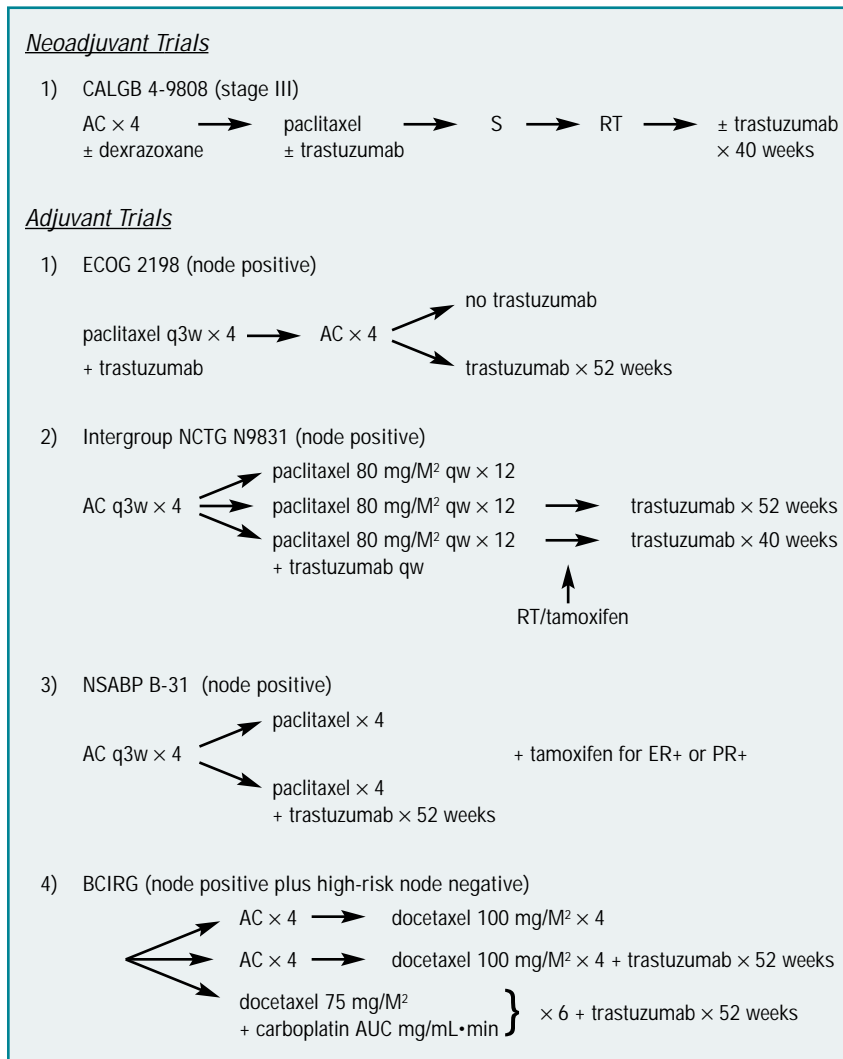 Neoadjuvant Trials
1) CALGB 4-9808 (stage III)
AC × 4 paclitaxel S RT ± trastuzumab
± dexrazoxane ± trastuzumab × 40 weeks
Adjuvant Trials
1) ECOG 2198 (node positive)
no trastuzumab
paclitaxel q3w × 4 AC × 4
+ trastuzumab trastuzumab × 52 weeks
2) Intergroup NCTG N9831 (node positive)
paclitaxel 80 mg/M² qw × 12
AC q3w × 4 paclitaxel 80 mg/M² qw × 12 trastuzumab × 52 weeks
paclitaxel 80 mg/M² qw × 12 trastuzumab × 40 weeks
+ trastuzumab qw
RT/tamoxifen
3) NSABP B-31 (node positive)
paclitaxel × 4
AC q3w × 4 + tamoxifen for ER+ or PR+
paclitaxel × 4
+ trastuzumab × 52 weeks
4) BCIRG (node positive plus high-risk node negative)
AC × 4 docetaxel 100 mg/M² × 4
AC × 4 docetaxel 100 mg/M² × 4 + trastuzumab × 52 weeks
docetaxel 75 mg/M²
+ carboplatin AUC mg/mL•min } × 6 + trastuzumab × 52 weeks